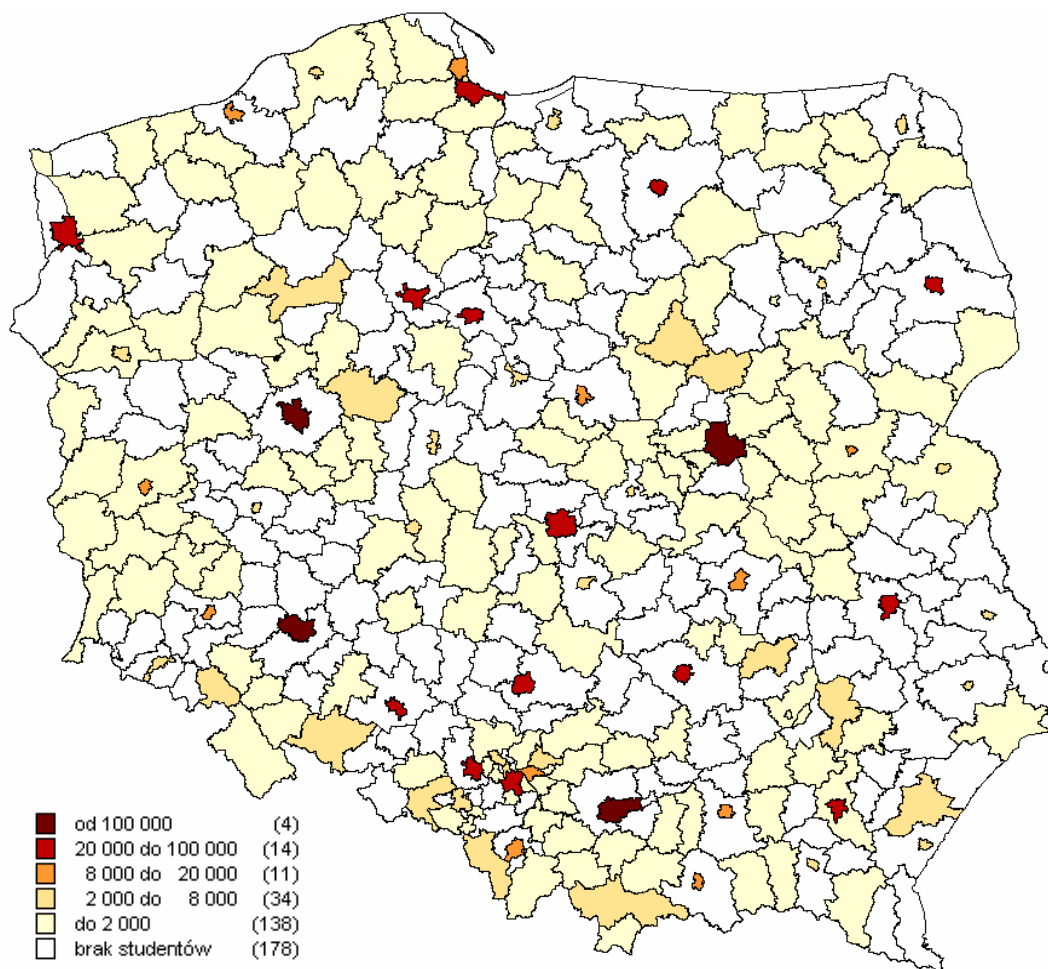 od 100 000 (4)
20 000 do 100 000 (14)
8 000 do 20 000 (11)
2 000 do 8 000 (34)
do 2 000 (138)
brak studentów (178)